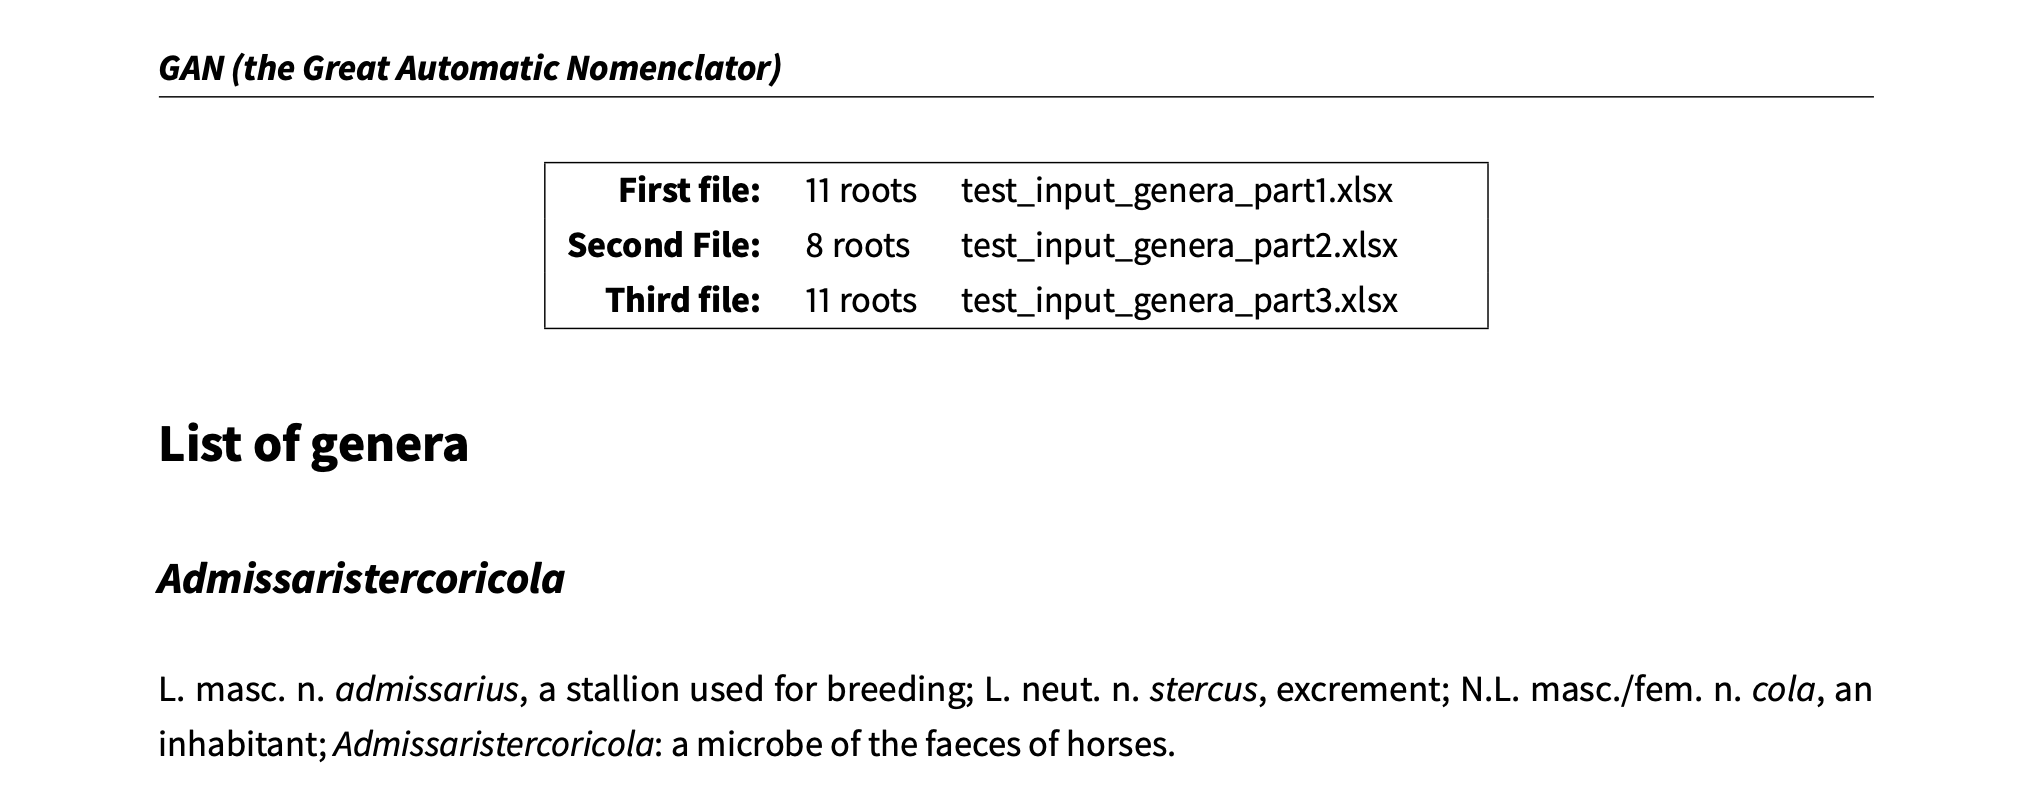 GAN (the Great Automatic Nomenclator)
First file: 11 roots test_input_genera_part1.xlsx
Second File: 8 roots test_input_genera_part2.xlsx
Third file: 11 roots test_input_genera_part3.xlsx
List of genera
Admissaristercoricola
L. masc. n. admissarius, a stallion used for breeding; L. neut. n. stercus, excrement; N.L. masc./fem. n. cola, an
inhabitant; Admissaristercoricola: a microbe of the faeces of horses.